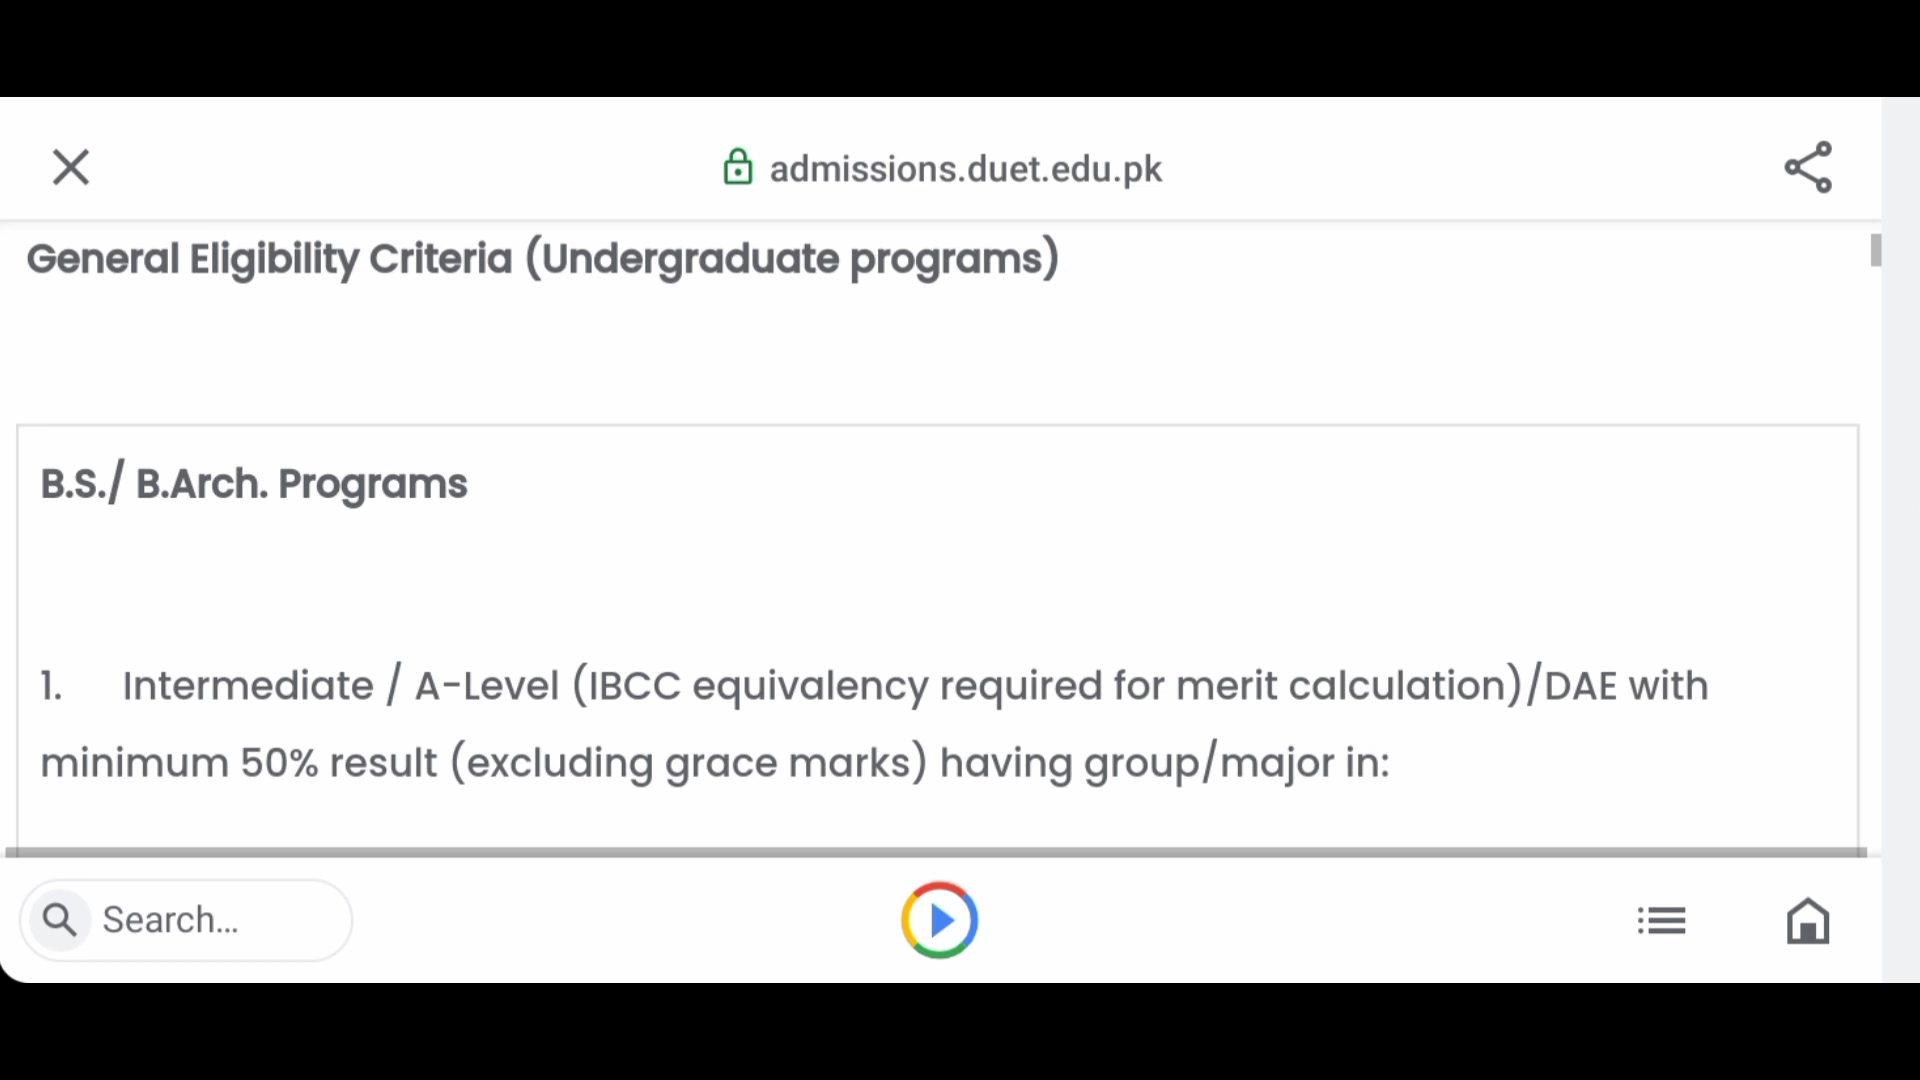 admissions.duet.edu.pk
General Eligibility Criteria (Undergraduate programs)
B.S./ B.Arch. Programs
1. Intermediate / A-Level (IBCC equivalency required for merit calculation)/DAE with
minimum 50% result (excluding grace marks) having group/major in:
Search...